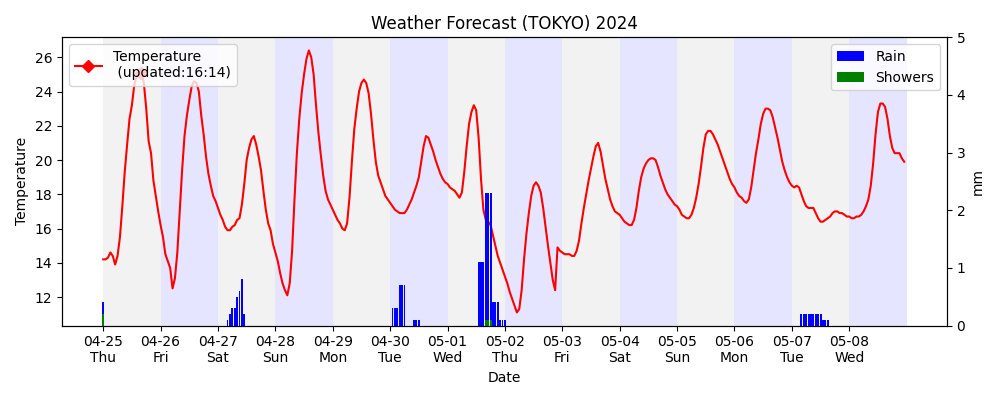 Weather Forecast (TOKYO) 2024
Temperature
(updated:16:14)
Rain
Showers
26
24
22
20
18
16
14
12
Temperature
5
4
3
2
1
0
mm
04-25 04-26 04-27 04-28 04-29 04-30 05-01 05-02 05-03 05-04 05-05 05-06 05-07 05-08
Thu Fri Sat Sun Mon Tue Wed Thu Fri Sat Sun Mon Tue Wed
Date